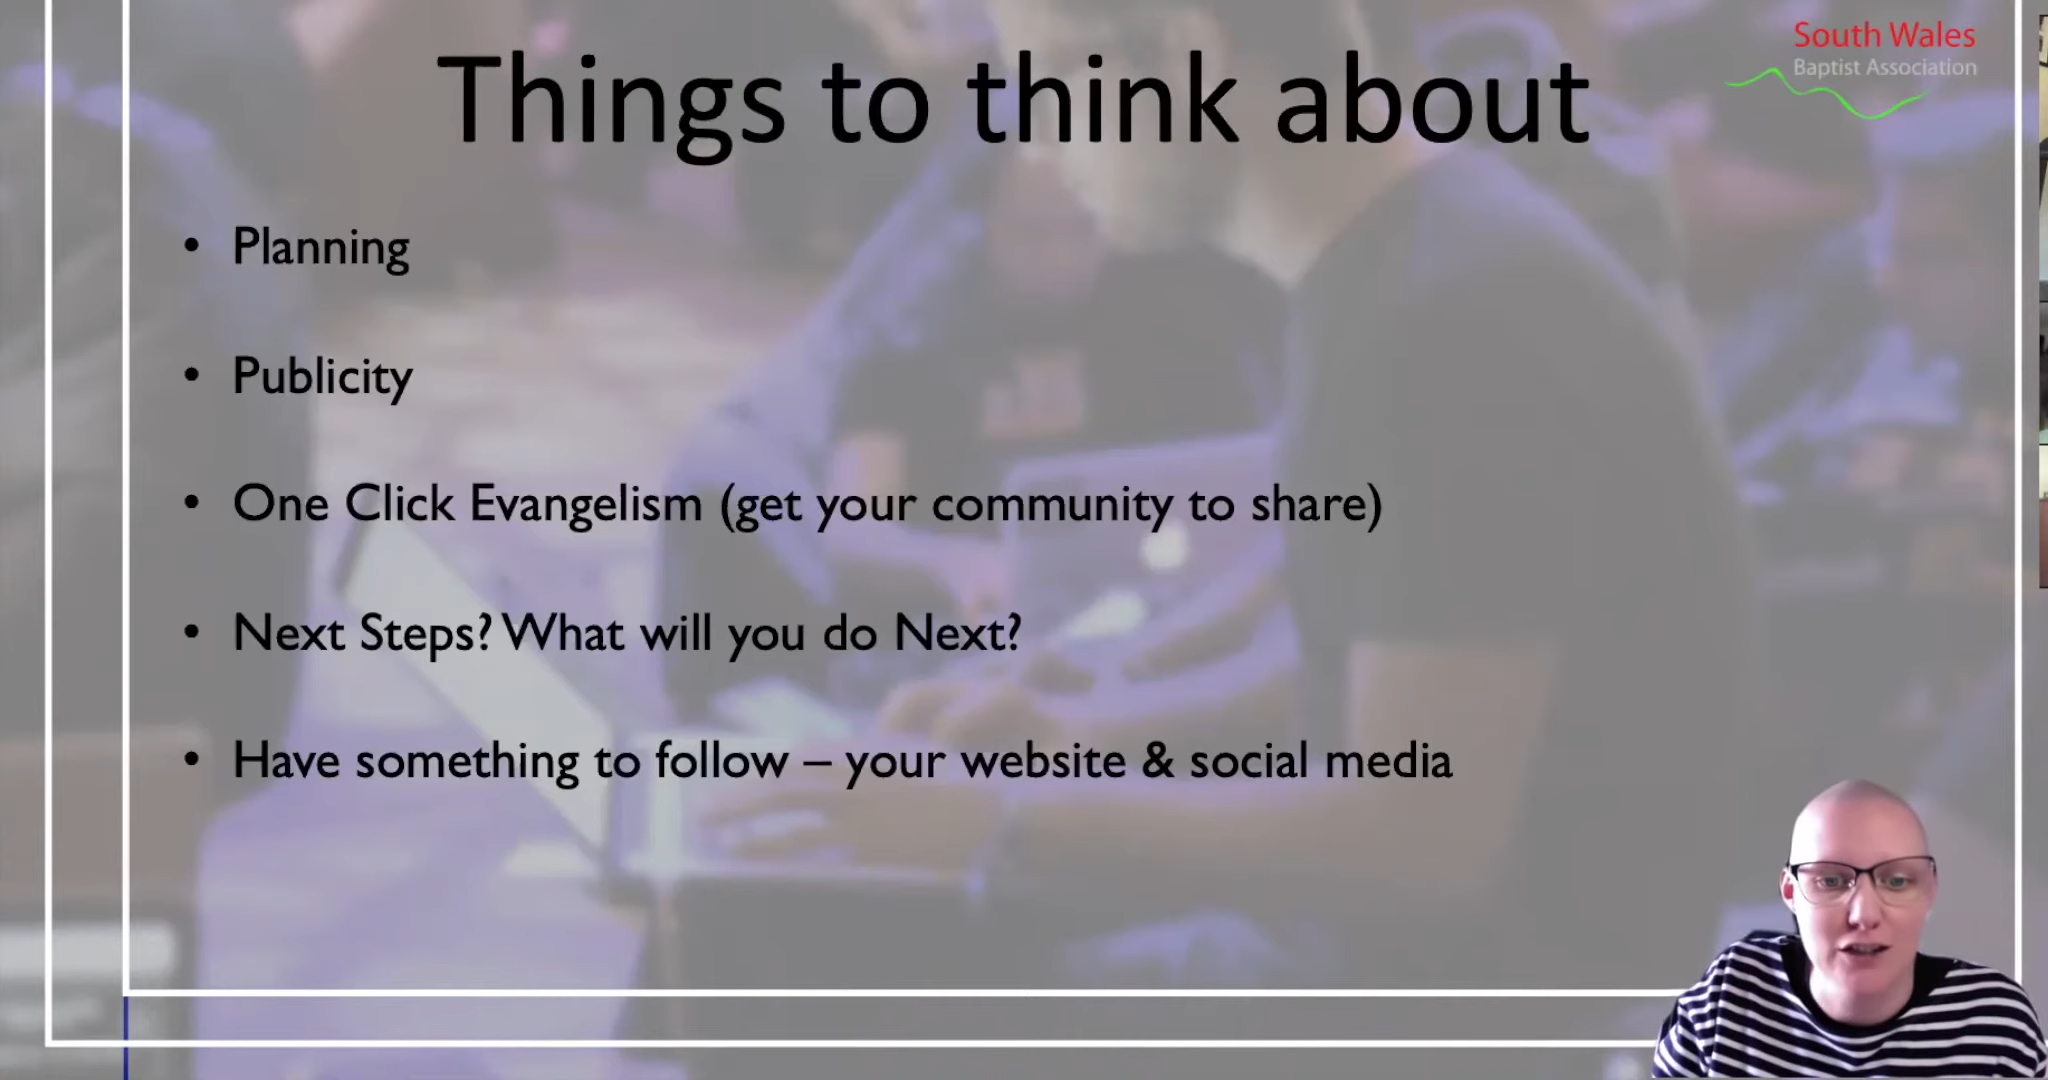 Things to think about
South Wales
Baptist Association
• Planning
• Publicity
• One Click Evangelism (get your community to share)
• Next Steps? What will you do Next?
• Have something to follow – your website & social media